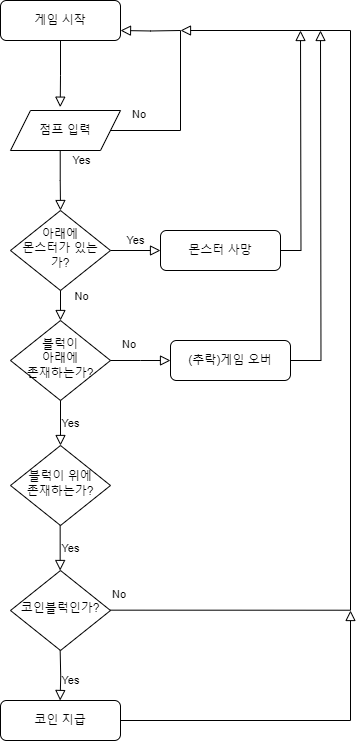 게임 시작
No
점프 입력
Yes
아래에
몬스터가 있는
가?
Yes
몬스터 사망
No
블럭이
아래에
존재하는가?
No
(추락)게임 오버
Yes
블럭이 위에
존재하는가?
Yes
코인블럭인가?
No
Yes
코인 지급